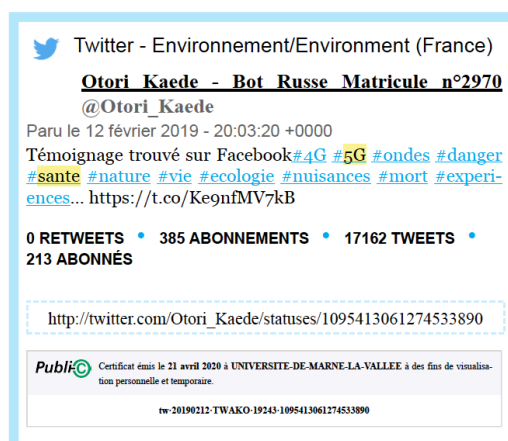 Twitter - Environnement/Environment (France)
Otori Kaede - Bot Russe Matricule n°2970
@Otori_Kaede
Paru le 12 février 2019 - 20:03:20 +0000
Témoignage trouvé sur Facebook#4G #5G #ondes #danger
#sante #nature #vie #ecologie #nuisances #mort #experi-
ences... https://t.co/Ke9nfMV7kB
0 RETWEETS • 385 ABONNEMENTS • 17162 TWEETS •
213 ABONNÉS
http://twitter.com/Otori_Kaede/statuses/1095413061274533890
Publi© Certificat émis le 21 avril 2020 à UNIVERSITE-DE-MARNE-LA-VALLEE à des fins de visualisa-
tion personnelle et temporaire.
tw·20190212·TWAKO·19243·1095413061274533890